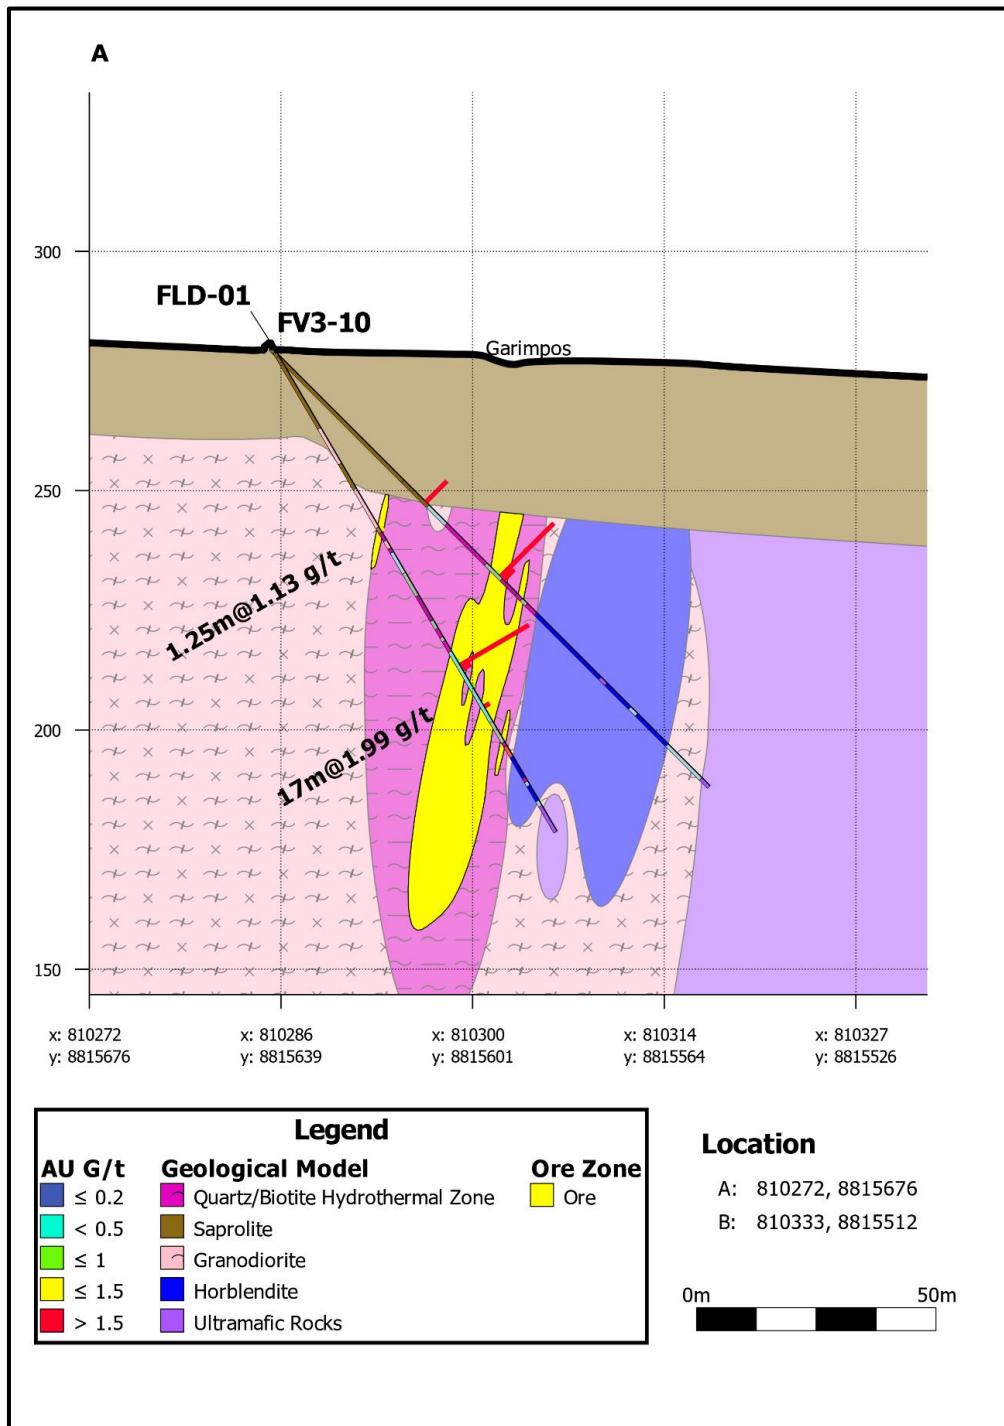 A
300
FLD-01
FV3-10
Garimpos
250
1.25m@1.13 g/t
200
17m@1.99 g/t
150
x: 810272 x: 810286 x: 810300 x: 810314 x: 810327
y: 8815676 y: 8815639 y: 8815601 y: 8815564 y: 8815526
Legend
AU G/t Geological Model Ore Zone
≤ 0.2 Quartz/Biotite Hydrothermal Zone Ore
< 0.5 Saprolite
≤ 1 Granodiorite
≤ 1.5 Horblendite
> 1.5 Ultramafic Rocks
Location
A: 810272, 8815676
B: 810333, 8815512
0m 50m